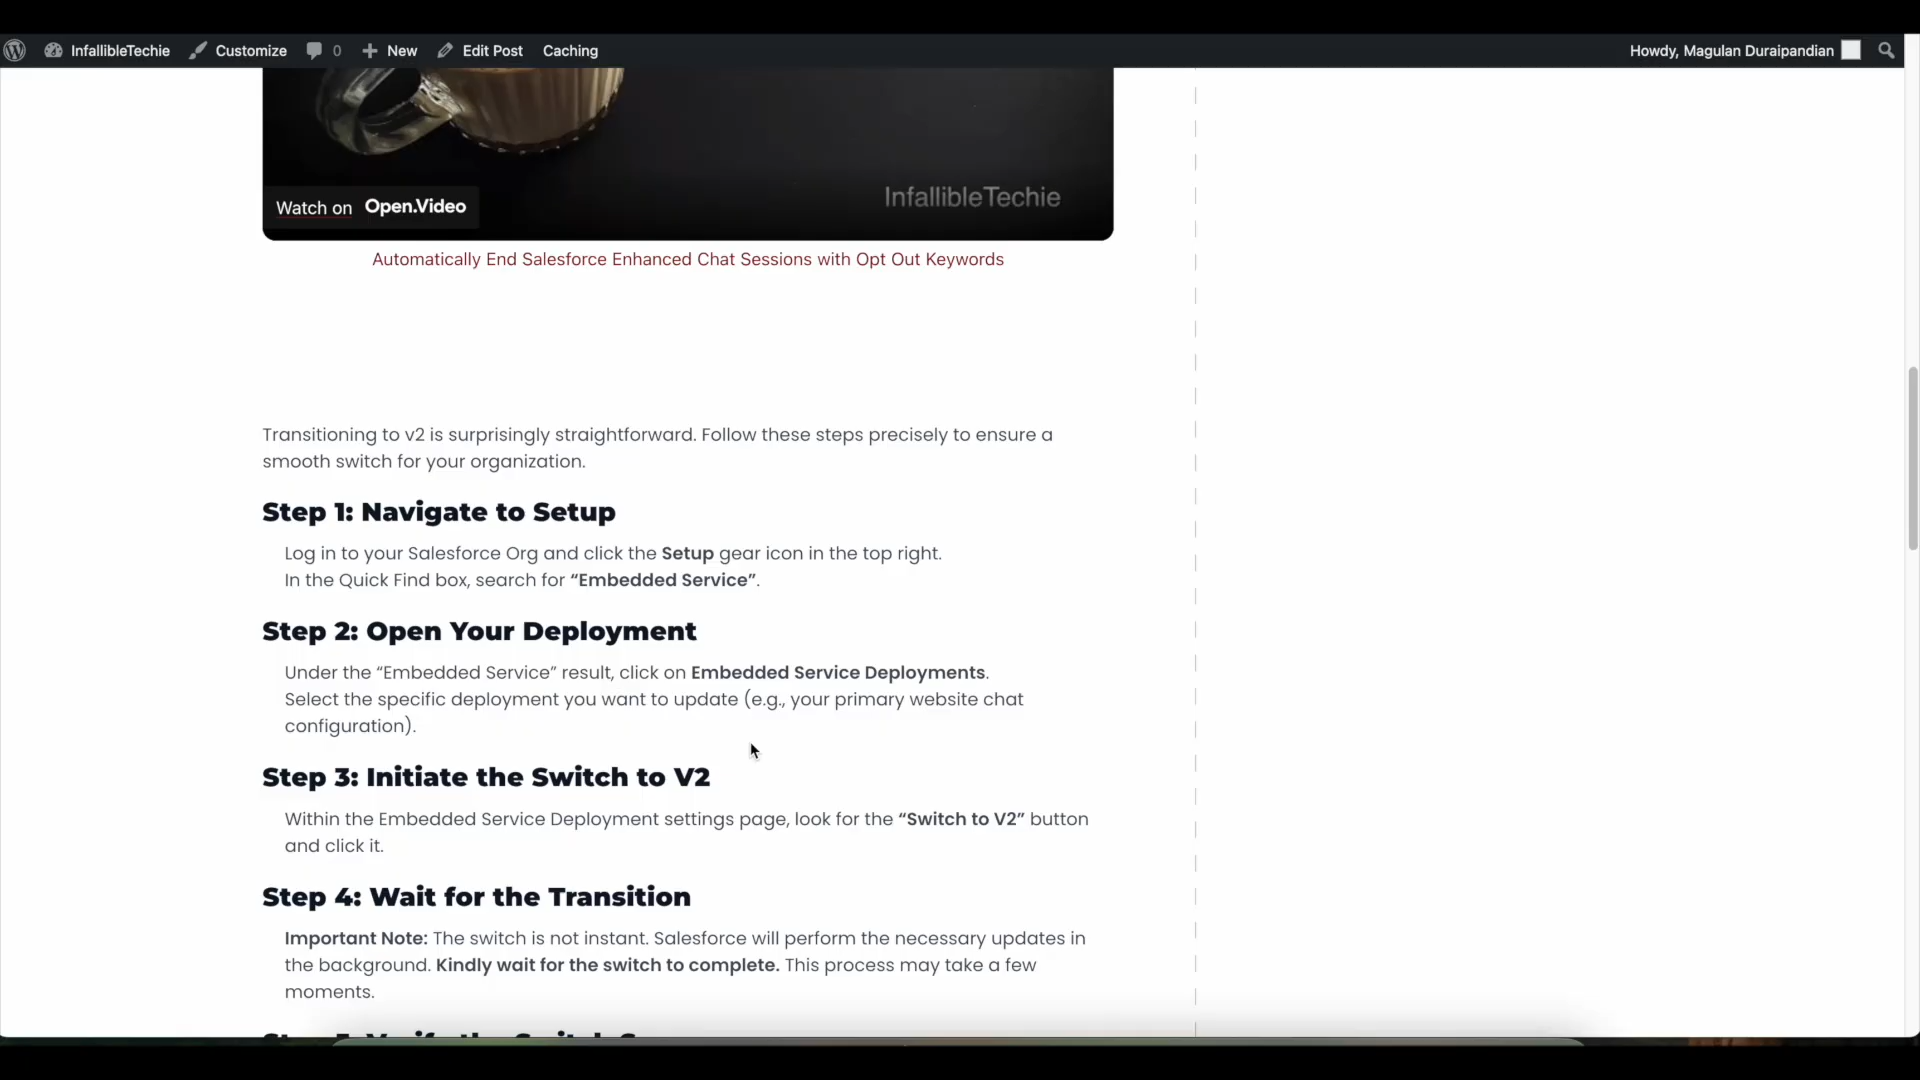 InfallibleTechie Customize 0 New Edit Post Caching Howdy, Magulan Duraipandian
InfallibleTechie
Watch on Open.Video
Automatically End Salesforce Enhanced Chat Sessions with Opt Out Keywords
Transitioning to v2 is surprisingly straightforward. Follow these steps precisely to ensure a
smooth switch for your organization.
Step 1: Navigate to Setup
Log in to your Salesforce Org and click the Setup gear icon in the top right.
In the Quick Find box, search for “Embedded Service”.
Step 2: Open Your Deployment
Under the “Embedded Service” result, click on Embedded Service Deployments.
Select the specific deployment you want to update (e.g., your primary website chat
configuration).
Step 3: Initiate the Switch to V2
Within the Embedded Service Deployment settings page, look for the “Switch to V2” button
and click it.
Step 4: Wait for the Transition
Important Note: The switch is not instant. Salesforce will perform the necessary updates in
the background. Kindly wait for the switch to complete. This process may take a few
moments.